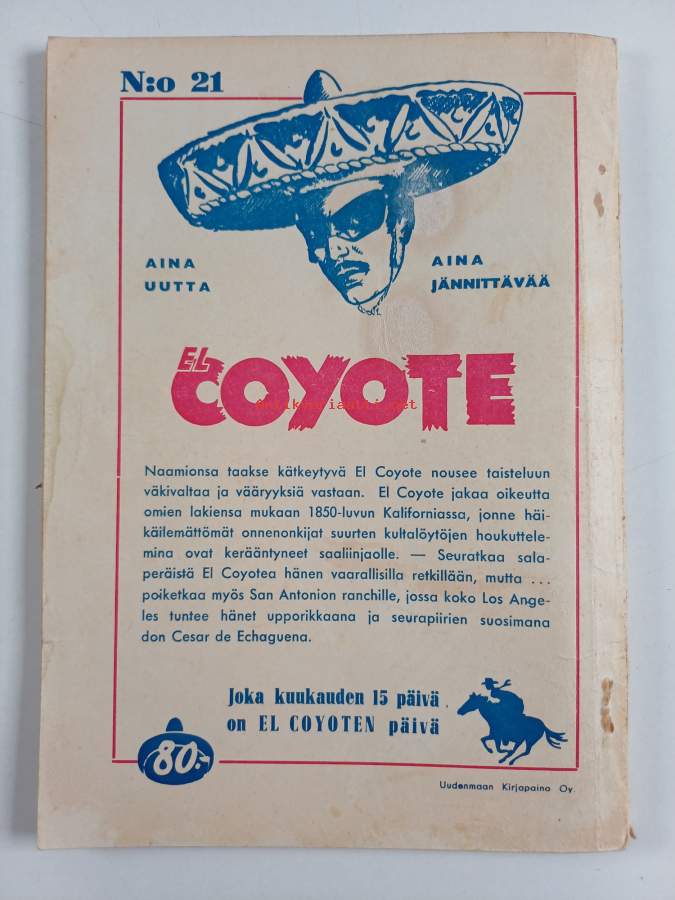 N:o 21
AINA
UUTTA
AINA
JÄNNITTÄVÄÄ
EL
COYOTE
Antikvariaatti.net
Naamionsa taakse kätkeytyvä El Coyote nousee taisteluun
väkivaltaa ja vääryyksiä vastaan. El Coyote jakaa oikeutta
omien lakiensa mukaan 1850-luvun Kaliforniassa, jonne häi-
käilemättömät onnenonkijat suurten kultalöytöjen houkuttele-
mina ovat kerääntyneet saaliinjaolle. — Seuratkaa sala-
peräistä El Coyotea hänen vaarallisilla retkillään, mutta ...
poiketkaa myös San Antonion ranchille, jossa koko Los Ange-
les tuntee hänet upporikkaana ja seurapiirien suosimana
don Cesar de Echaguena.
Joka kuukauden 15 päivä
on EL COYOTEN päivä
80:-
Uudenmaan Kirjapaino Oy.